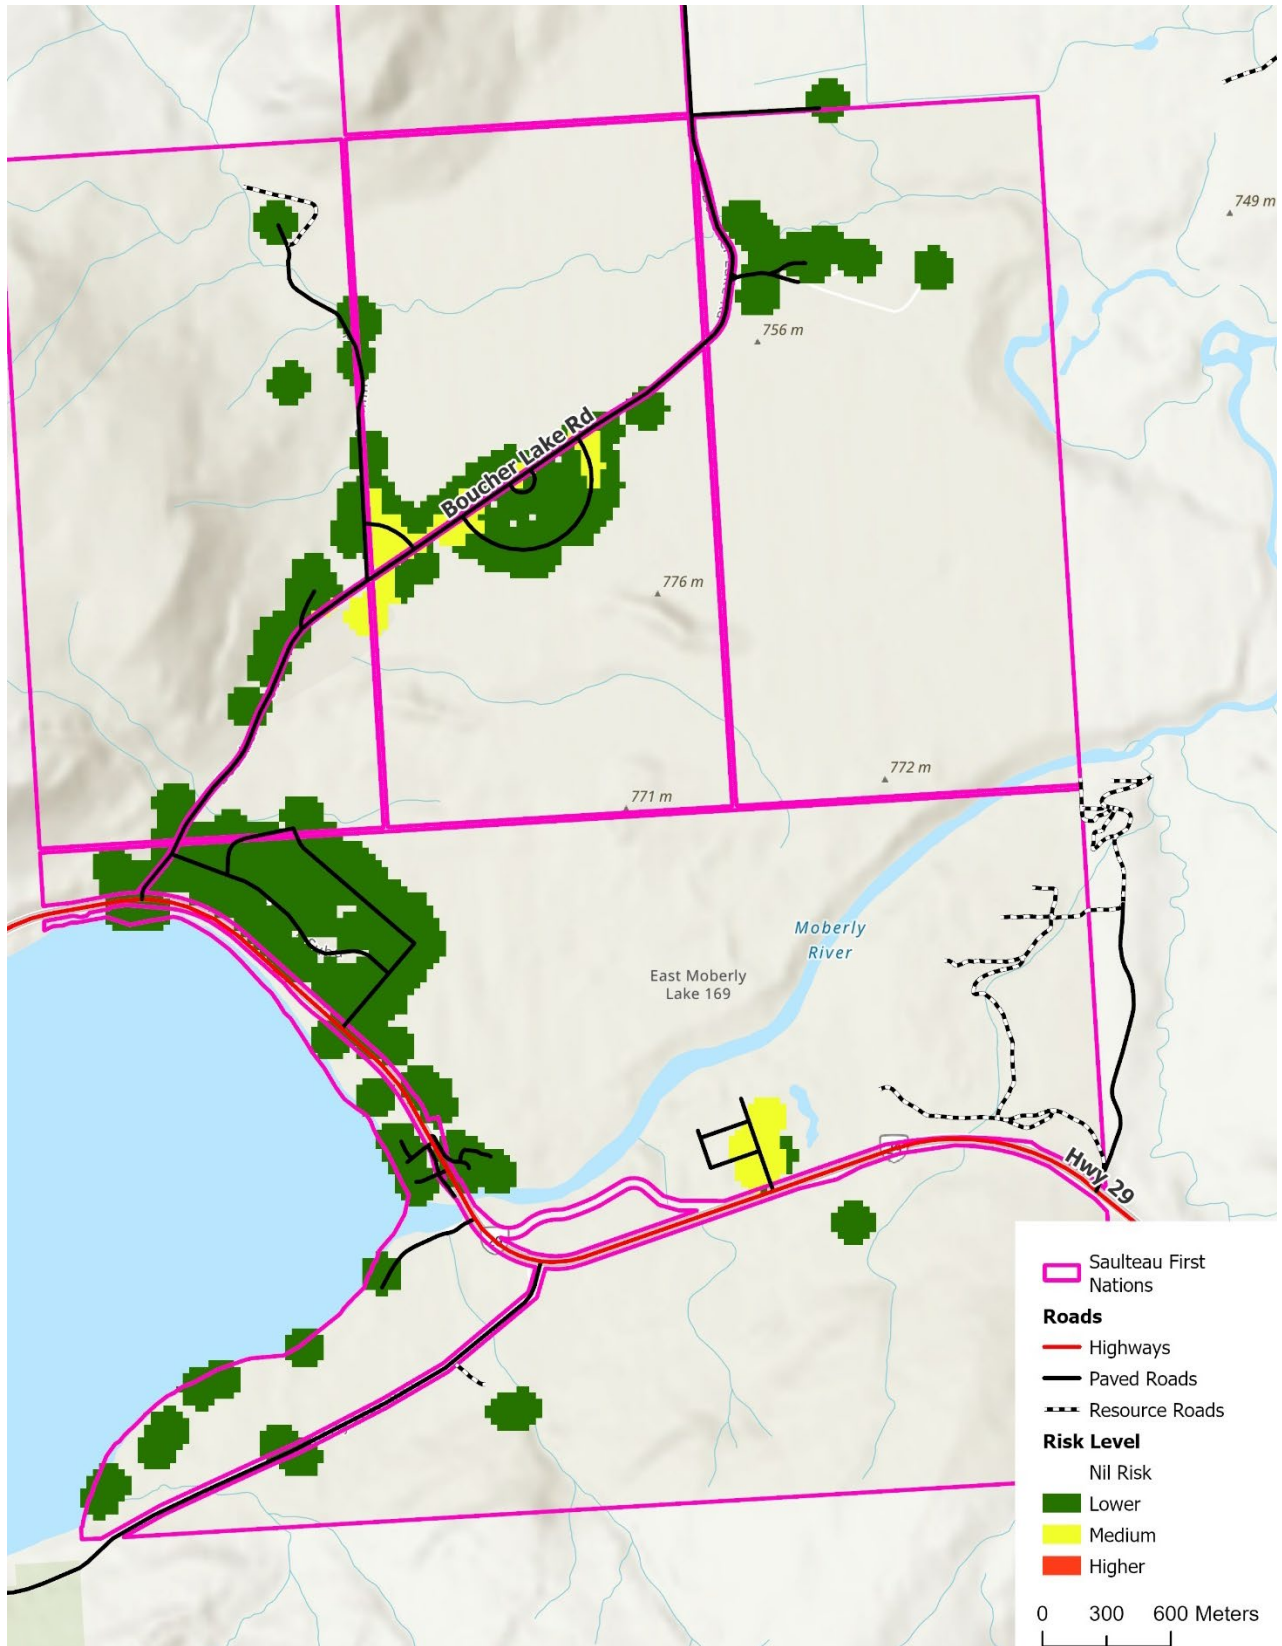 749 m
756 m
Boucher Lake Rd
776 m
772 m
771 m
Moberly
River
East Moberly
Lake 169
Hwy 29
Saulteau First
Nations
Roads
Highways
Paved Roads
Resource Roads
Risk Level
Nil Risk
Lower
Medium
Higher
0 300 600 Meters